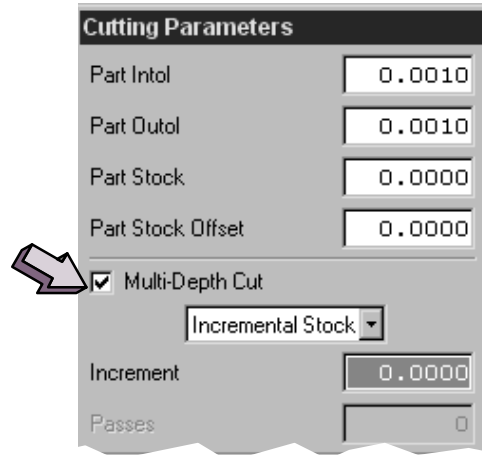 Cutting Parameters
Part Intol 0.0010
Part Outol 0.0010
Part Stock 0.0000
Part Stock Offset 0.0000
Multi-Depth Cut
Incremental Stock
Increment 0.0000
Passes 0